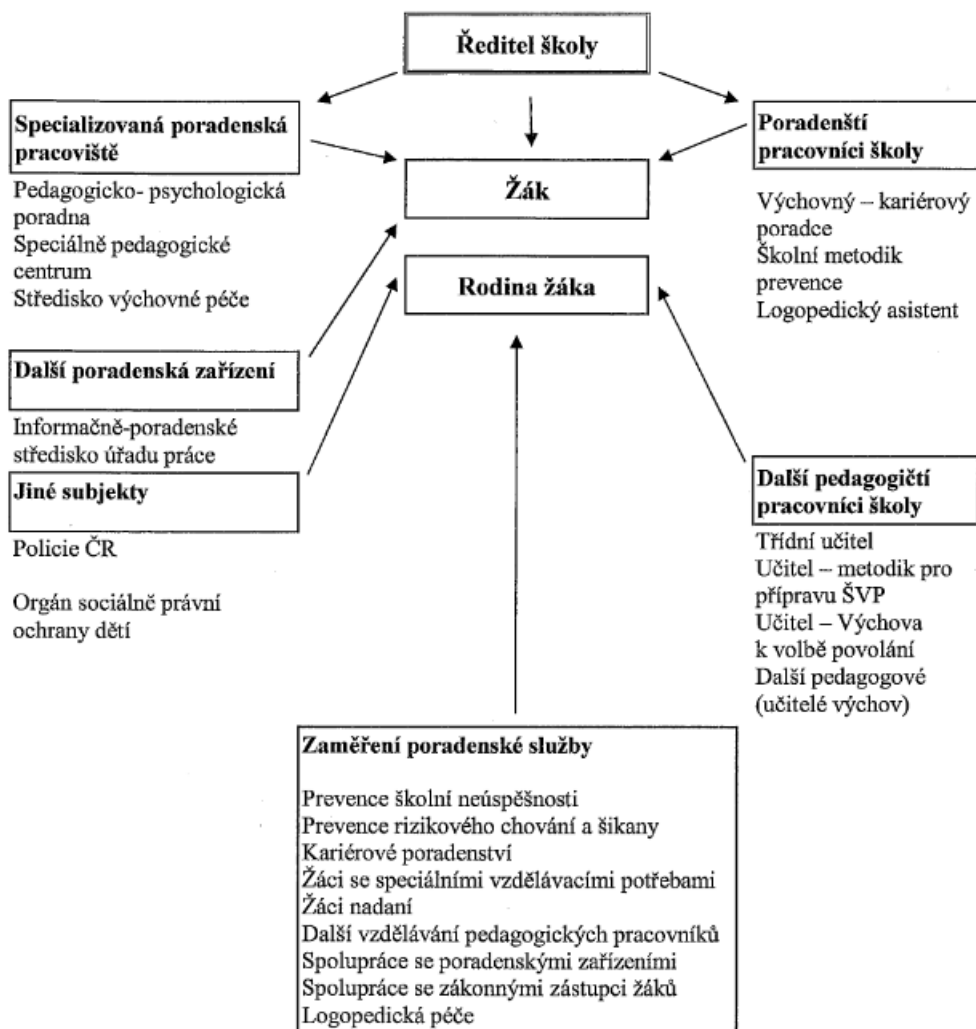 Ředitel školy
Specializovaná poradenská
pracoviště
Pedagogicko- psychologická
poradna
Speciálně pedagogické
centrum
Středisko výchovné péče
Žák
Rodina žáka
Poradenští
pracovníci školy
Výchovný – kariérový
poradce
Školní metodik
prevence
Logopedický asistent
Další poradenská zařízení
Informačně-poradenské
středisko úřadu práce
Jiné subjekty
Policie ČR
Orgán sociálně právní
ochrany dětí
Další pedagogičtí
pracovníci školy
Třídní učitel
Učitel – metodik pro
přípravu ŠVP
Učitel – Výchova
k volbě povolání
Další pedagogové
(učitelé výchov)
Zaměření poradenské služby
Prevence školní neúspěšnosti
Prevence rizikového chování a šikany
Kariérové poradenství
Žáci se speciálními vzdělávacími potřebami
Žáci nadaní
Další vzdělávání pedagogických pracovníků
Spolupráce se poradenskými zařízeními
Spolupráce se zákonnými zástupci žáků
Logopedická péče